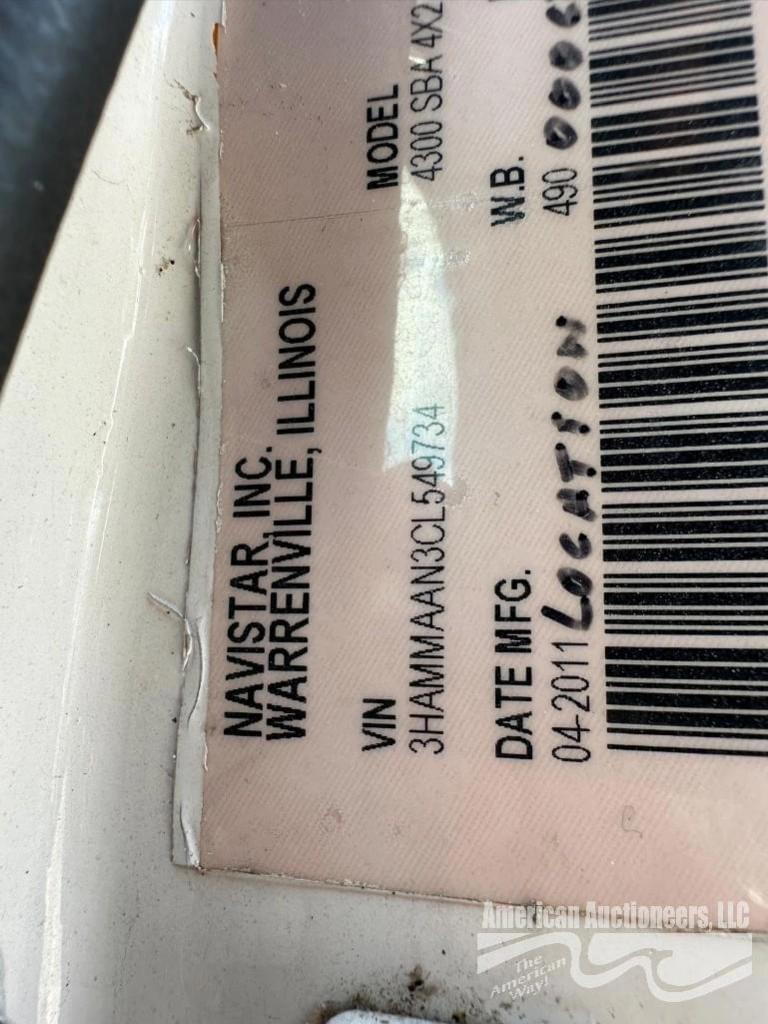 NAVISTAR, INC.
WARRENVILLE, ILLINOIS
VIN
3HAMMAAN3CL549734
MODEL
4300 SBA 4X2
DATE MFG.
04-2011
LOCATION
W.B.
490
American Auctioneers, LLC
The
American
Way!